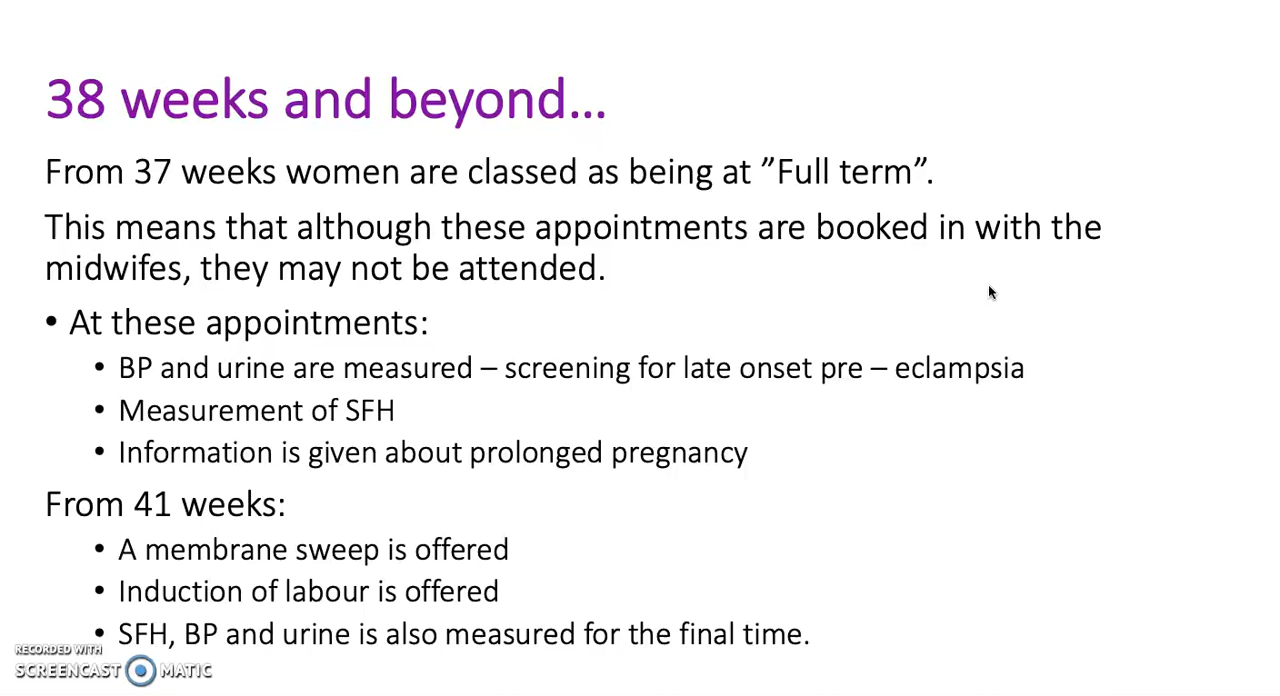 38 weeks and beyond...
From 37 weeks women are classed as being at ”Full term”.
This means that although these appointments are booked in with the
midwifes, they may not be attended.
• At these appointments:
• BP and urine are measured – screening for late onset pre – eclampsia
• Measurement of SFH
• Information is given about prolonged pregnancy
From 41 weeks:
• A membrane sweep is offered
• Induction of labour is offered
• SFH, BP and urine is also measured for the final time.
RECORDED WITH
SCREENCAST MATIC